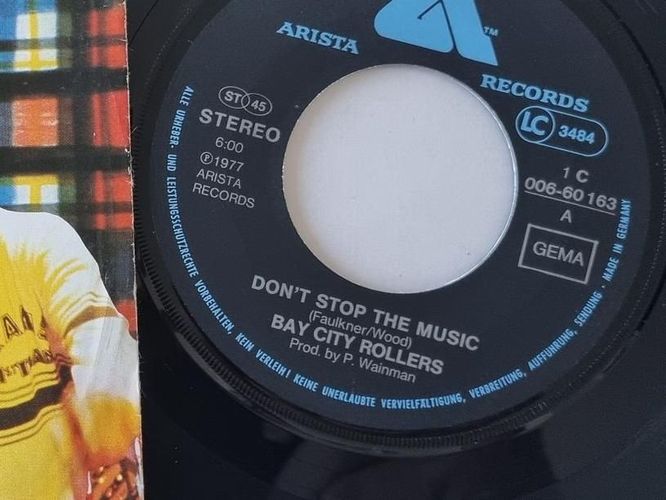 ARISTA
™
RECORDS
ST 45
STEREO
6:00
Ⓟ 1977
ARISTA
RECORDS
LC 3484
1 C
006-60 163
A
GEMA
DON'T STOP THE MUSIC
(Faulkner/Wood)
BAY CITY ROLLERS
Prod. by P. Wainman
ALLE URHEBER- UND LEISTUNGSSCHUTZRECHTE VORBEHALTEN. KEIN VERLEIH! KEINE UNERLAUBTE VERVIELFÄLTIGUNG, VERBREITUNG, AUFFÜHRUNG, SENDUNG · MADE IN GERMANY